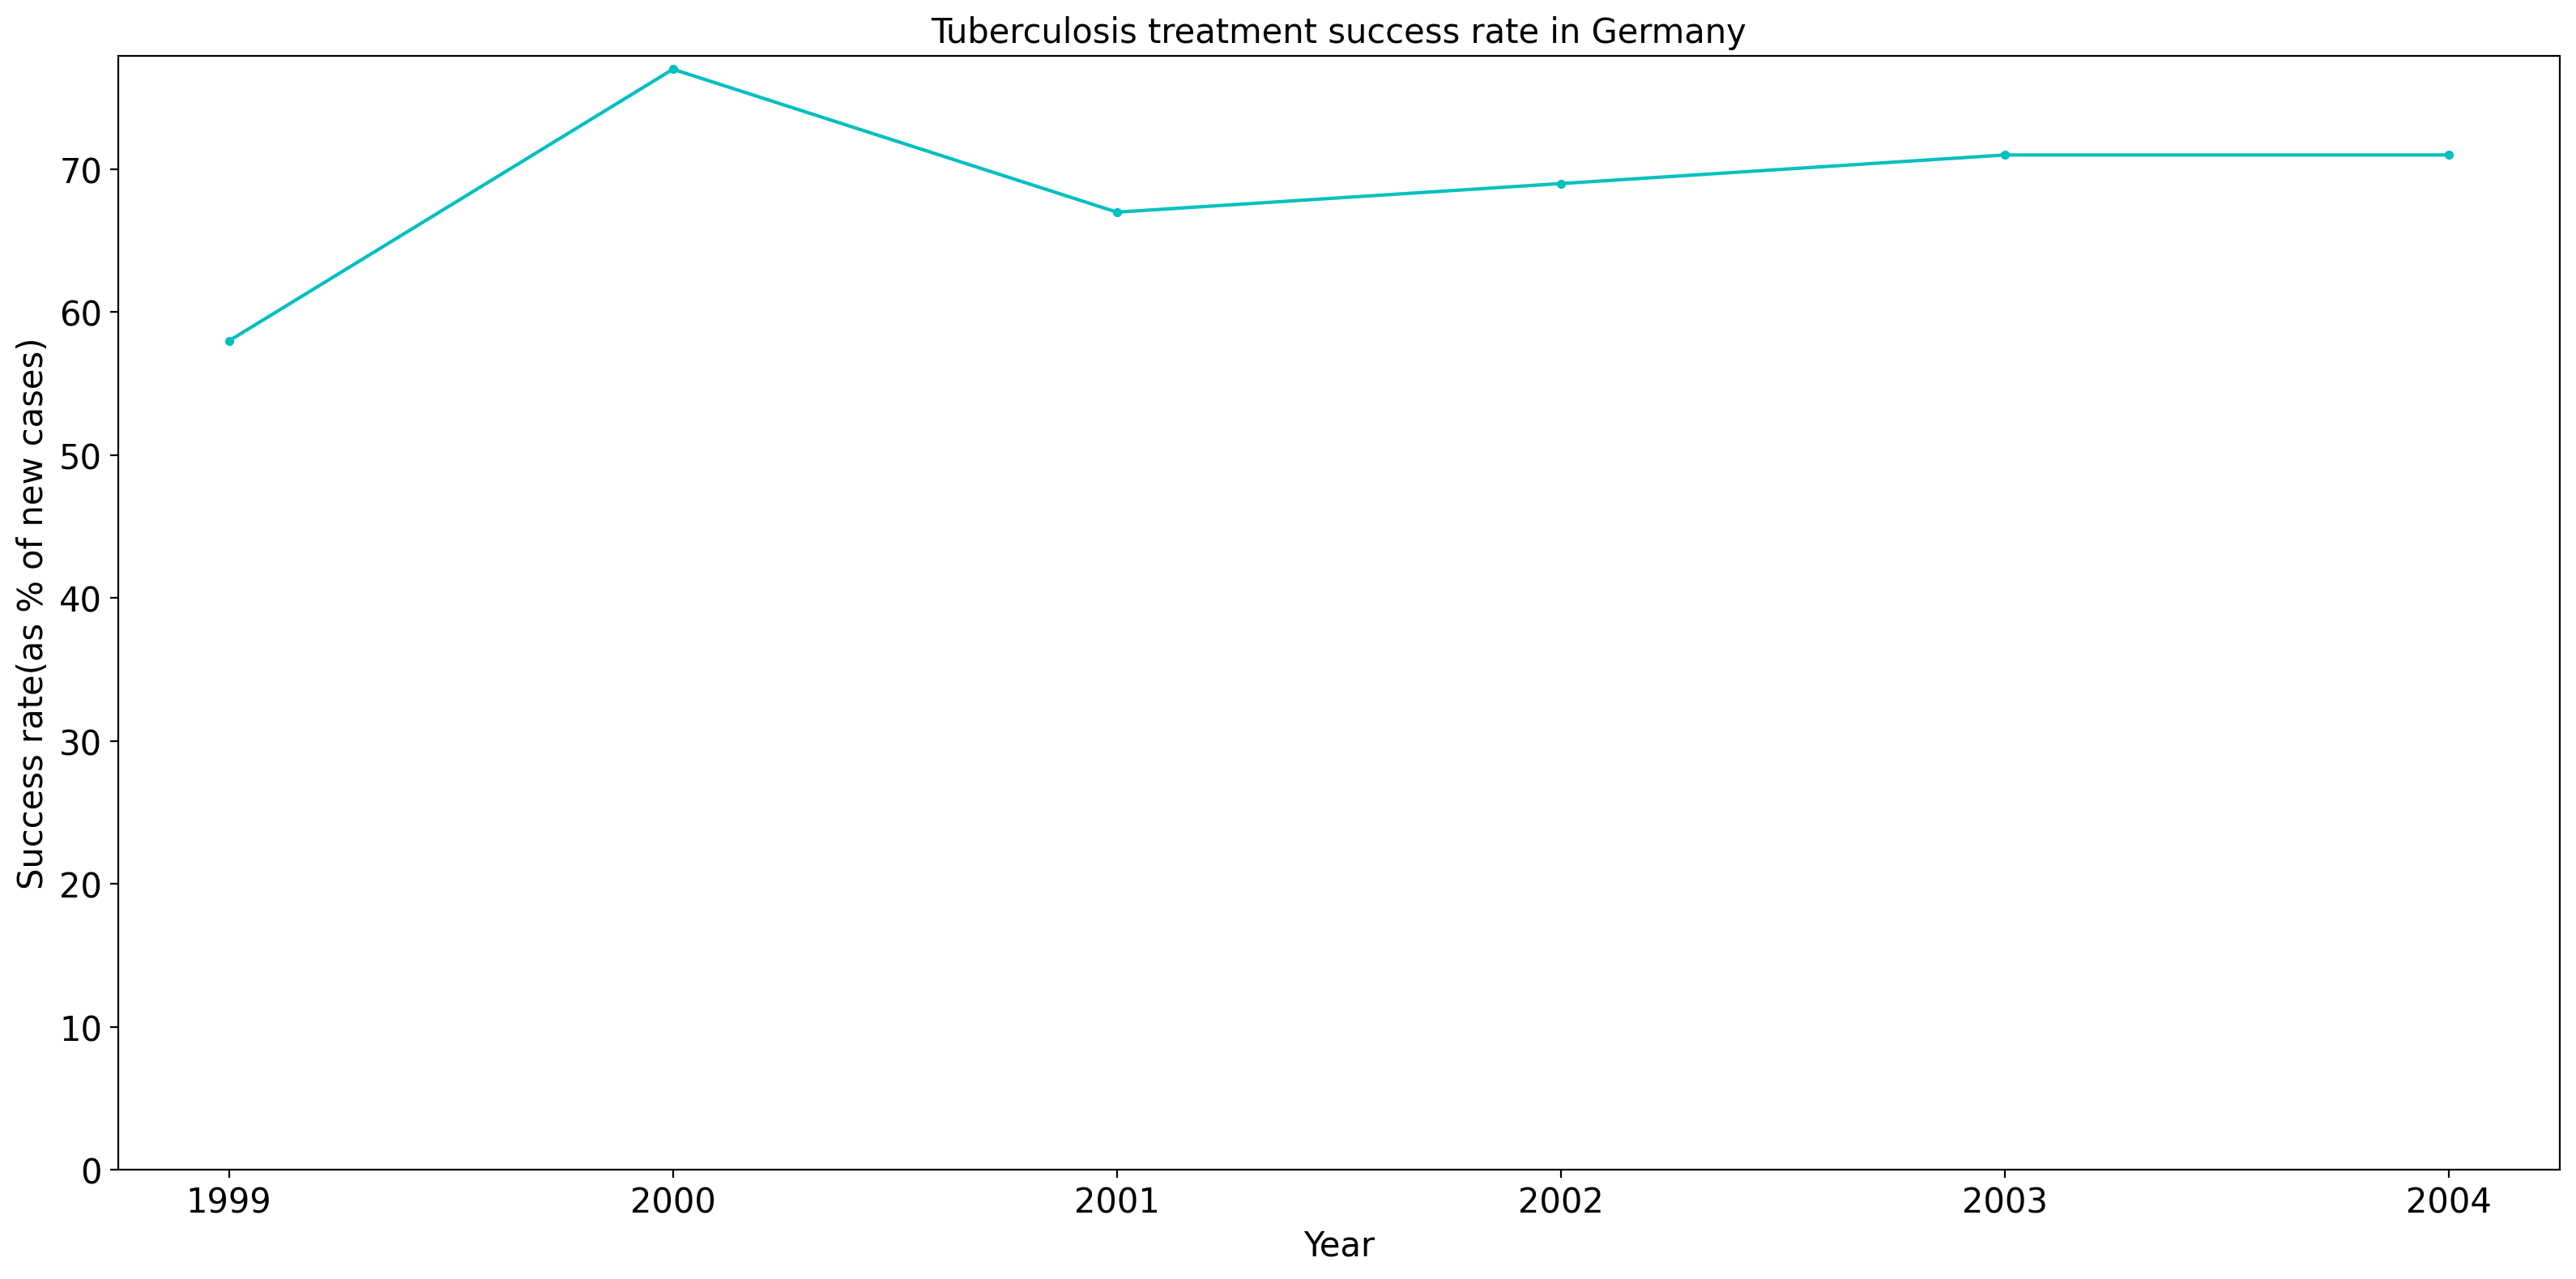 Tuberculosis treatment success rate in Germany
Success rate(as % of new cases)
70
60
50
40
30
20
10
0
1999 2000 2001 2002 2003 2004
Year